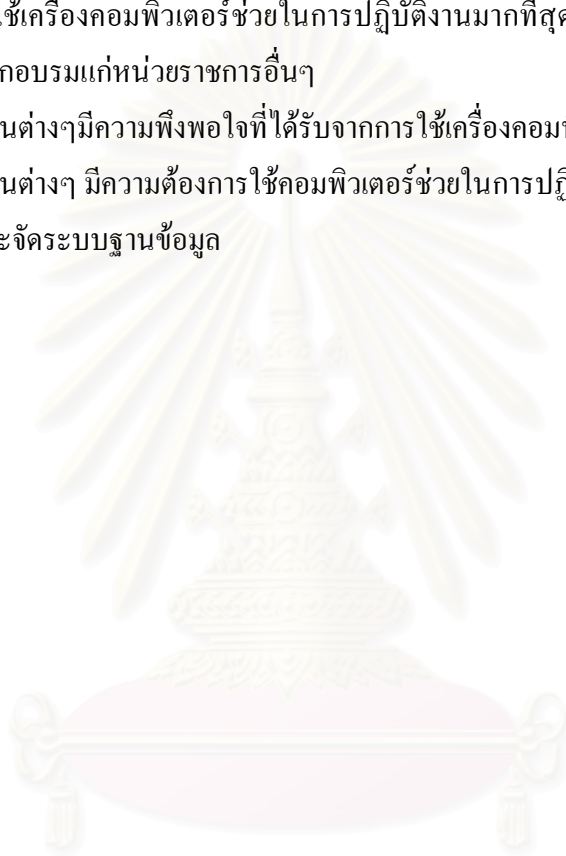 ใช้เครื่องคอมพิวเตอร์ช่วยในการปฏิบัติงานมากที่สุด
กอบรมแก่หน่วยราชการอื่นๆ
นต่างๆมีความพึงพอใจที่ได้รับจากการใช้เครื่องคอม
นต่างๆ มีความต้องการใช้คอมพิวเตอร์ช่วยในการปฏิ
ะจัดระบบฐานข้อมูล